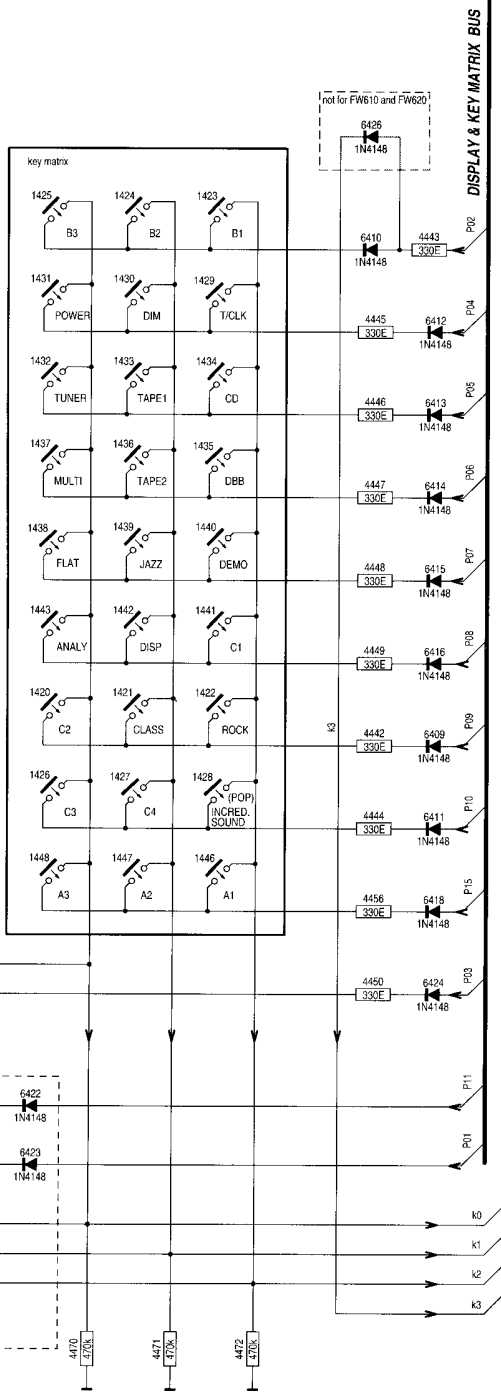 DISPLAY & KEY MATRIX BUS
not for FW610 and FW620
6426
1N4148
key matrix
1425 1424 1423
B3 B2 B1
6410
1N4148
4443
330E
P02
1431 1430 1429
POWER DIM T/CLK
4445
330E
6412
1N4148
P04
1432 1433 1434
TUNER TAPE1 CD
4446
330E
6413
1N4148
P05
1437 1436 1435
MULTI TAPE2 DBB
4447
330E
6414
1N4148
P06
1438 1439 1440
FLAT JAZZ DEMO
4448
330E
6415
1N4148
P07
1443 1442 1441
ANALY DISP C1
4449
330E
6416
1N4148
P08
1420 1421 1422
C2 CLASS ROCK
k3
4442
330E
6409
1N4148
P09
1426 1427 1428
C3 C4 (POP)
INCRED.
SOUND
4444
330E
6411
1N4148
P10
1448 1447 1446
A3 A2 A1
4456
330E
6418
1N4148
P15
4450
330E
6424
1N4148
P03
6422
1N4148
P11
6423
1N4148
P01
k0
k1
k2
k3
4470
470k
4471
470k
4472
470k